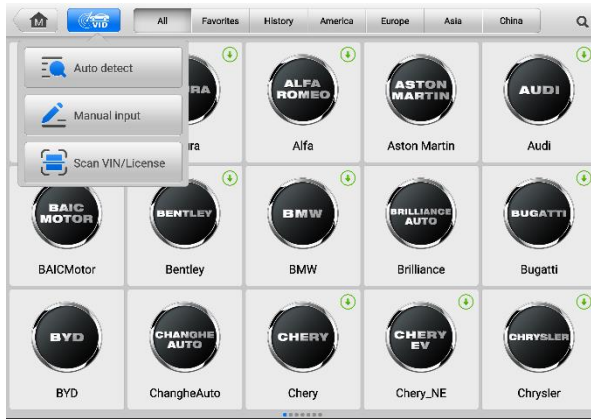 M
VID
All
Favorites
History
America
Europe
Asia
China
Auto detect
Manual input
Scan VIN/License
RA
ra
ALFA
ROMEO
Alfa
ASTON
MARTIN
Aston Martin
AUDI
Audi
BAIC
MOTOR
BAICMotor
BENTLEY
Bentley
BMW
BMW
BRILLIANCE
AUTO
Brilliance
BUGATTI
Bugatti
BYD
BYD
CHANGHE
AUTO
ChangheAuto
CHERY
Chery
CHERY
EV
Chery_NE
CHRYSLER
Chrysler